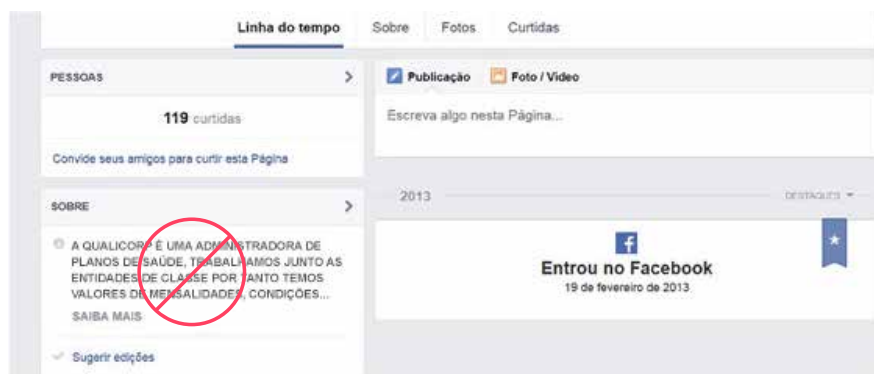 Linha do tempo Sobre Fotos Curtidas
PESSOAS
119 curtidas
Convide seus amigos para curtir esta Página
SOBRE
A QUALICORP É UMA ADMINISTRADORA DE
PLANOS DE SAÚDE, TRABALHAMOS JUNTO AS
ENTIDADES DE CLASSE POR TANTO TEMOS
VALORES DE MENSALIDADES, CONDIÇÕES...
SAIBA MAIS
Sugerir edições
Publicação Foto / Vídeo
Escreva algo nesta Página...
2013 DESTAQUES
Entrou no Facebook
19 de fevereiro de 2013